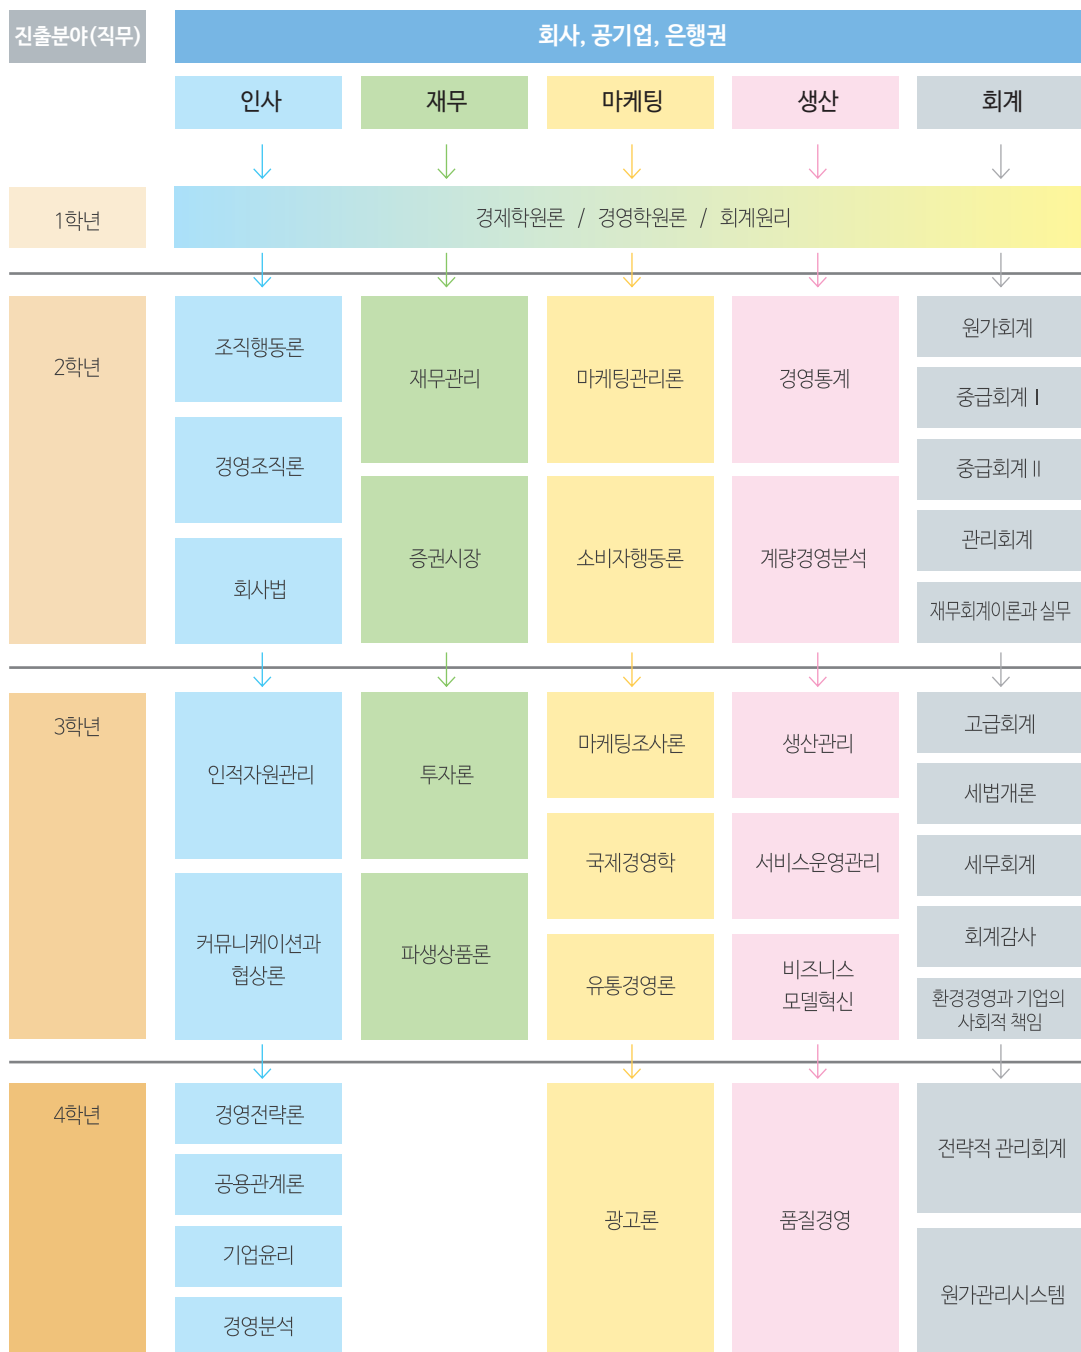 진출분야(직무)
회사, 공기업, 은행권
인사
재무
마케팅
생산
회계
1학년
경제학원론 / 경영학원론 / 회계원리
2학년
조직행동론
경영조직론
회사법
재무관리
증권시장
마케팅관리론
소비자행동론
경영통계
계량경영분석
원가회계
중급회계 I
중급회계 II
관리회계
재무회계이론과 실무
3학년
인적자원관리
커뮤니케이션과
협상론
투자론
파생상품론
마케팅조사론
국제경영학
유통경영론
생산관리
서비스운영관리
비즈니스
모델혁신
고급회계
세법개론
세무회계
회계감사
환경경영과 기업의
사회적 책임
4학년
경영전략론
공용관계론
기업윤리
경영분석
광고론
품질경영
전략적 관리회계
원가관리시스템